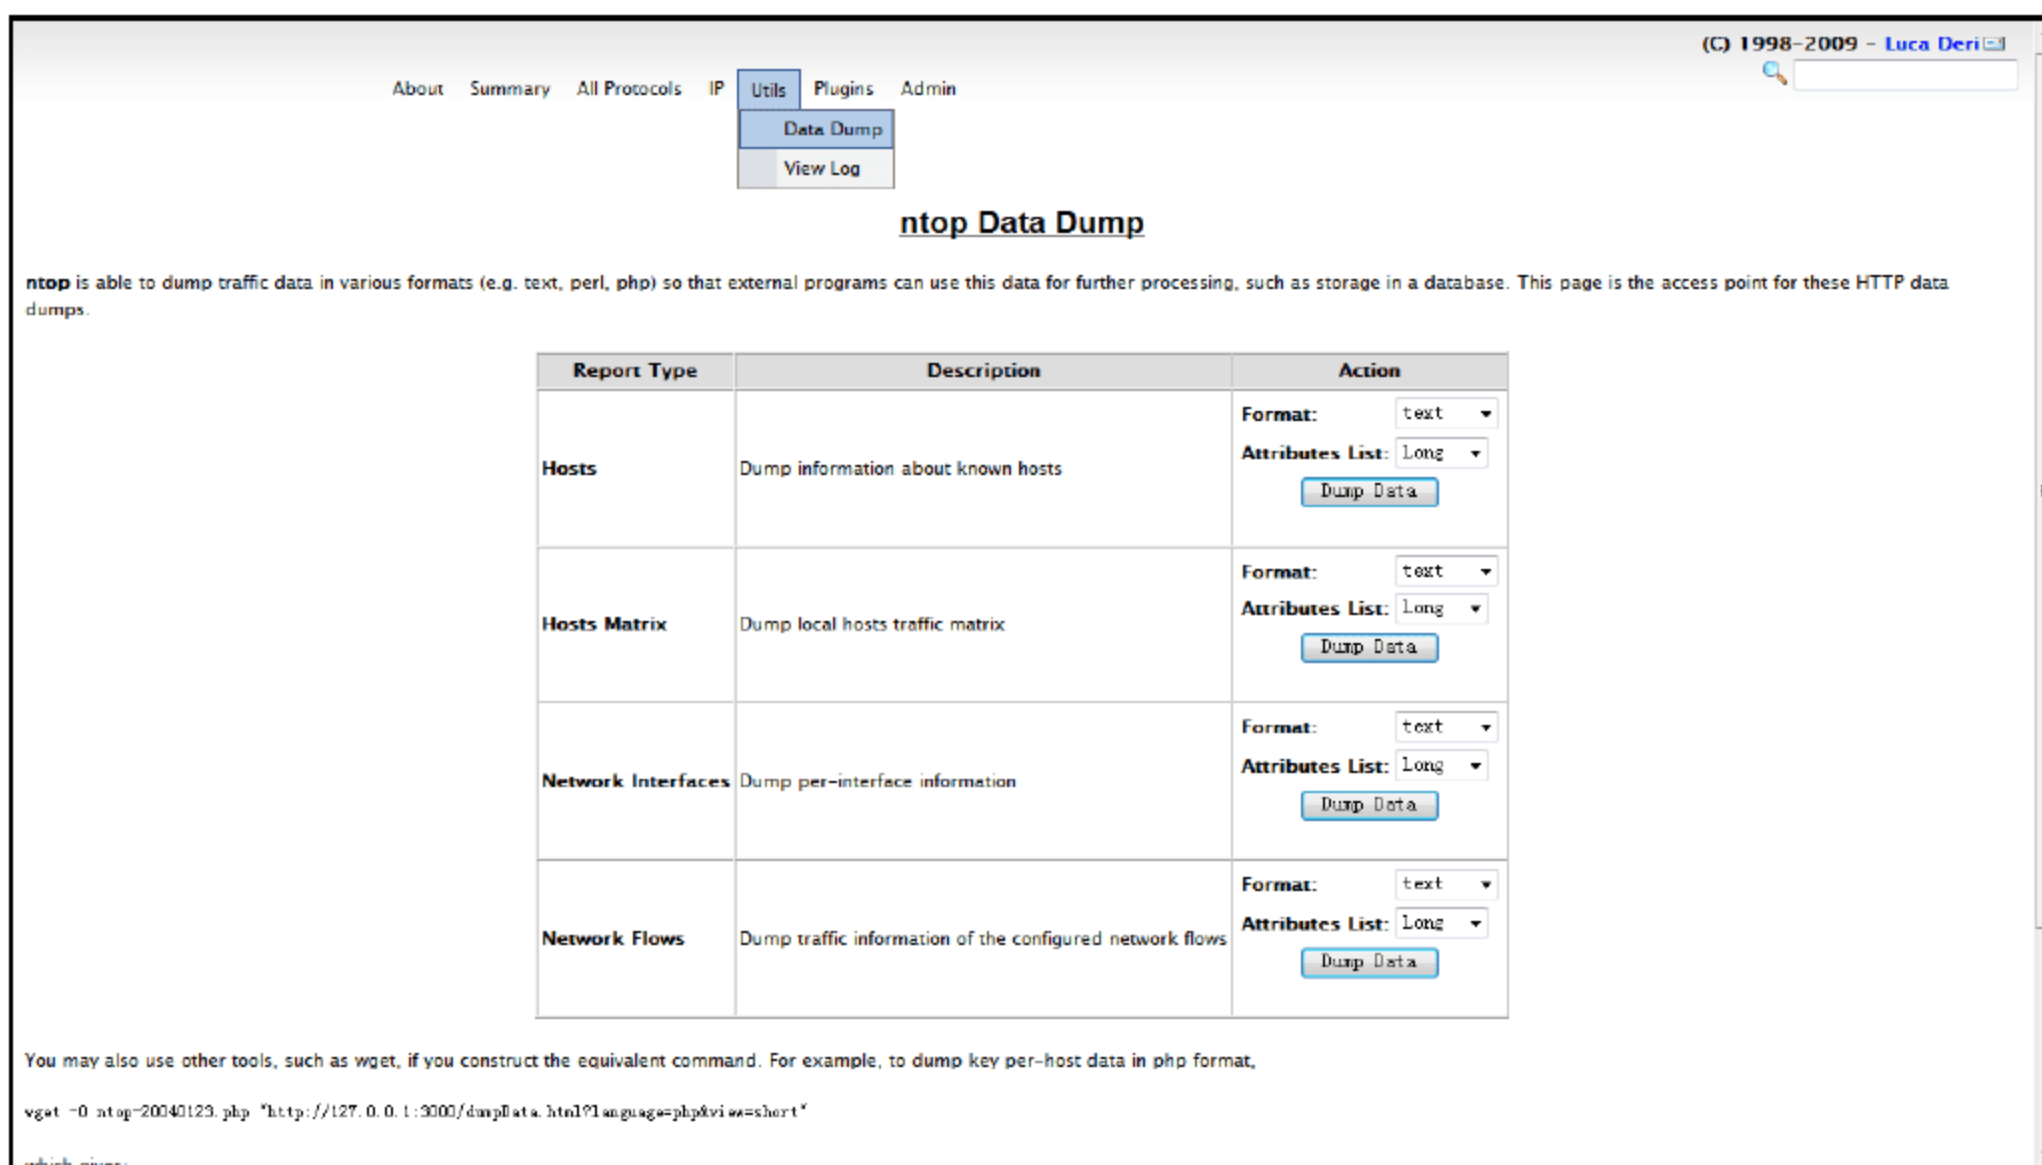 (C) 1998-2009 - Luca Deri
About Summary All Protocols IP Utils Plugins Admin
Data Dump
View Log
ntop Data Dump
ntop is able to dump traffic data in various formats (e.g. text, perl, php) so that external programs can use this data for further processing, such as storage in a database. This page is the access point for these HTTP data
dumps.
Report Type Description Action
Format: text
Attributes List: Long
Hosts Dump information about known hosts
Dump Data
Format: text
Attributes List: Long
Hosts Matrix Dump local hosts traffic matrix
Dump Data
Format: text
Attributes List: Long
Network Interfaces Dump per-interface information
Dump Data
Format: text
Attributes List: Long
Network Flows Dump traffic information of the configured network flows
Dump Data
You may also use other tools, such as wget, if you construct the equivalent command. For example, to dump key per-host data in php format,
wget -O ntop-20040123.php "http://127.0.0.1:3000/dumpData.html?language=php&view=short"